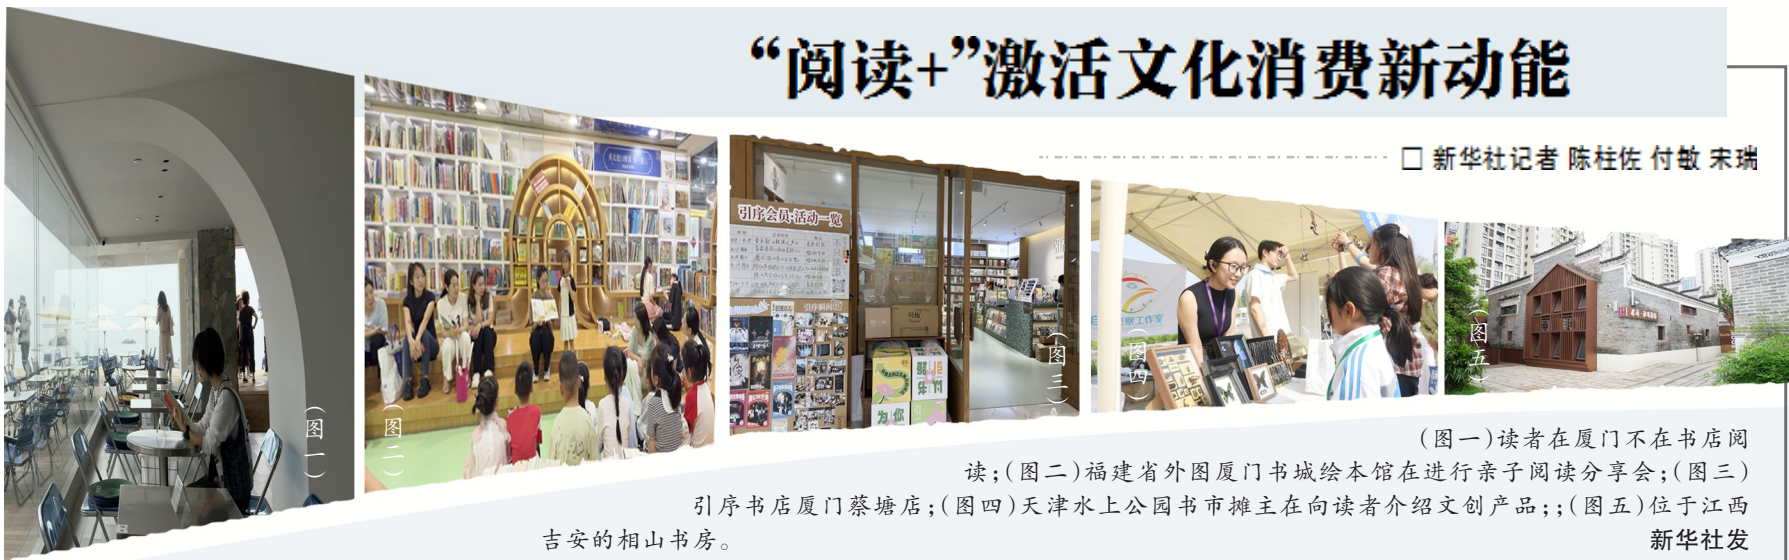 “阅读+”激活文化消费新动能
□ 新华社记者 陈柱佐 付敏 宋瑞
引序会员·活动一览
引序瞬间
为你
(图一)
(图二)
(图三)
(图四)
(图五)
(图一)读者在厦门不在书店阅
读;(图二)福建省外图厦门书城绘本馆在进行亲子阅读分享会;(图三)
引序书店厦门蔡塘店;(图四)天津水上公园书市摊主在向读者介绍文创产品;;(图五)位于江西
吉安的相山书房。
新华社发